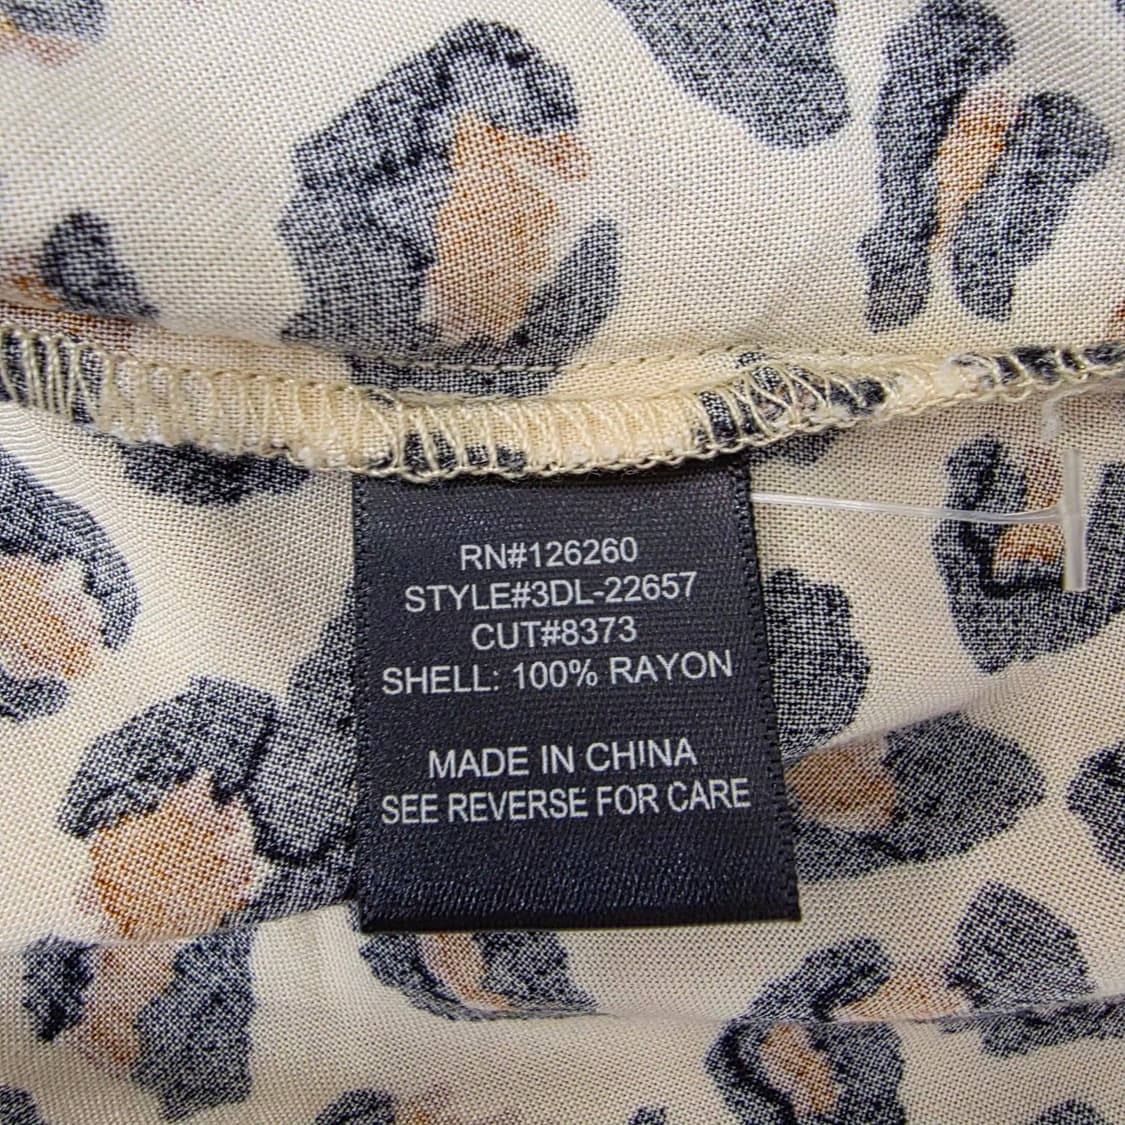 RN#126260
STYLE#3DL-22657
CUT#8373
SHELL: 100% RAYON
MADE IN CHINA
SEE REVERSE FOR CARE